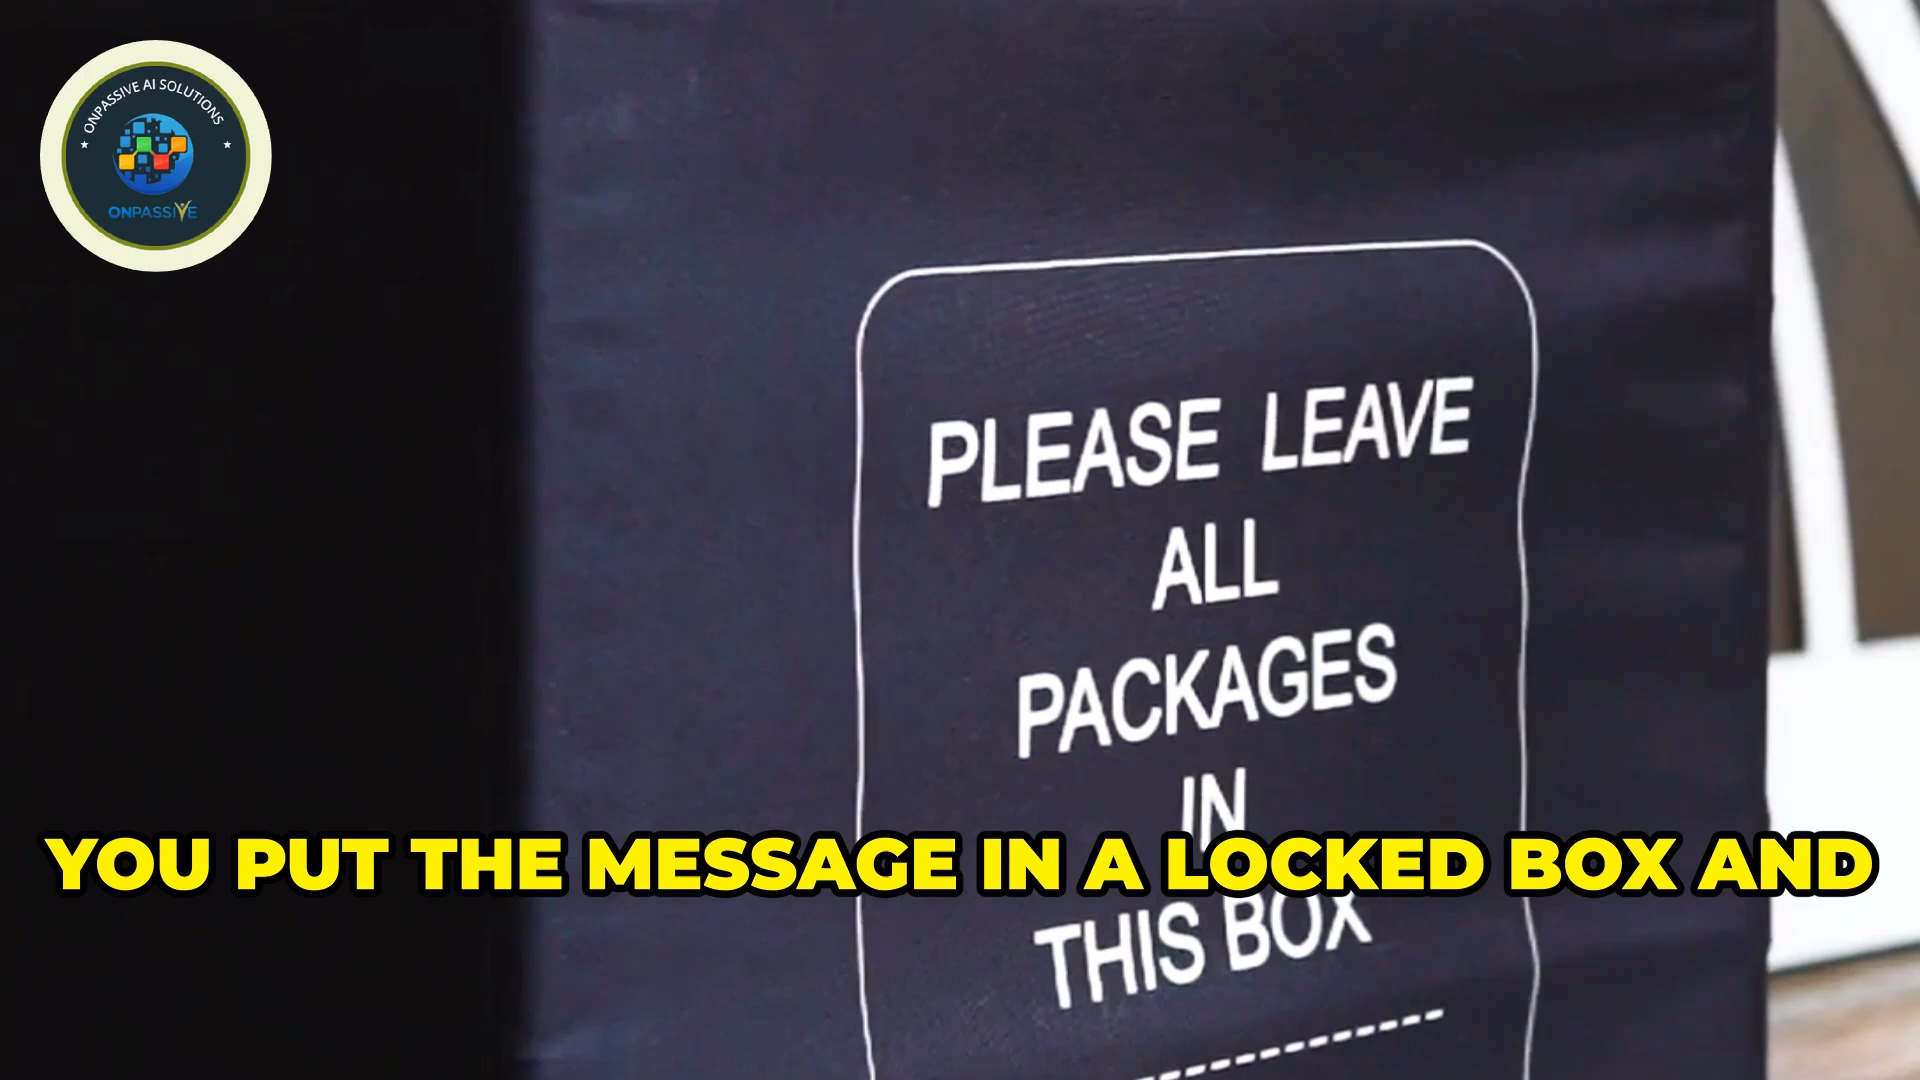 ONPASSIVE AI SOLUTIONS
ONPASSIVE
PLEASE LEAVE
ALL
PACKAGES
IN
THIS BOX
YOU PUT THE MESSAGE IN A LOCKED BOX AND